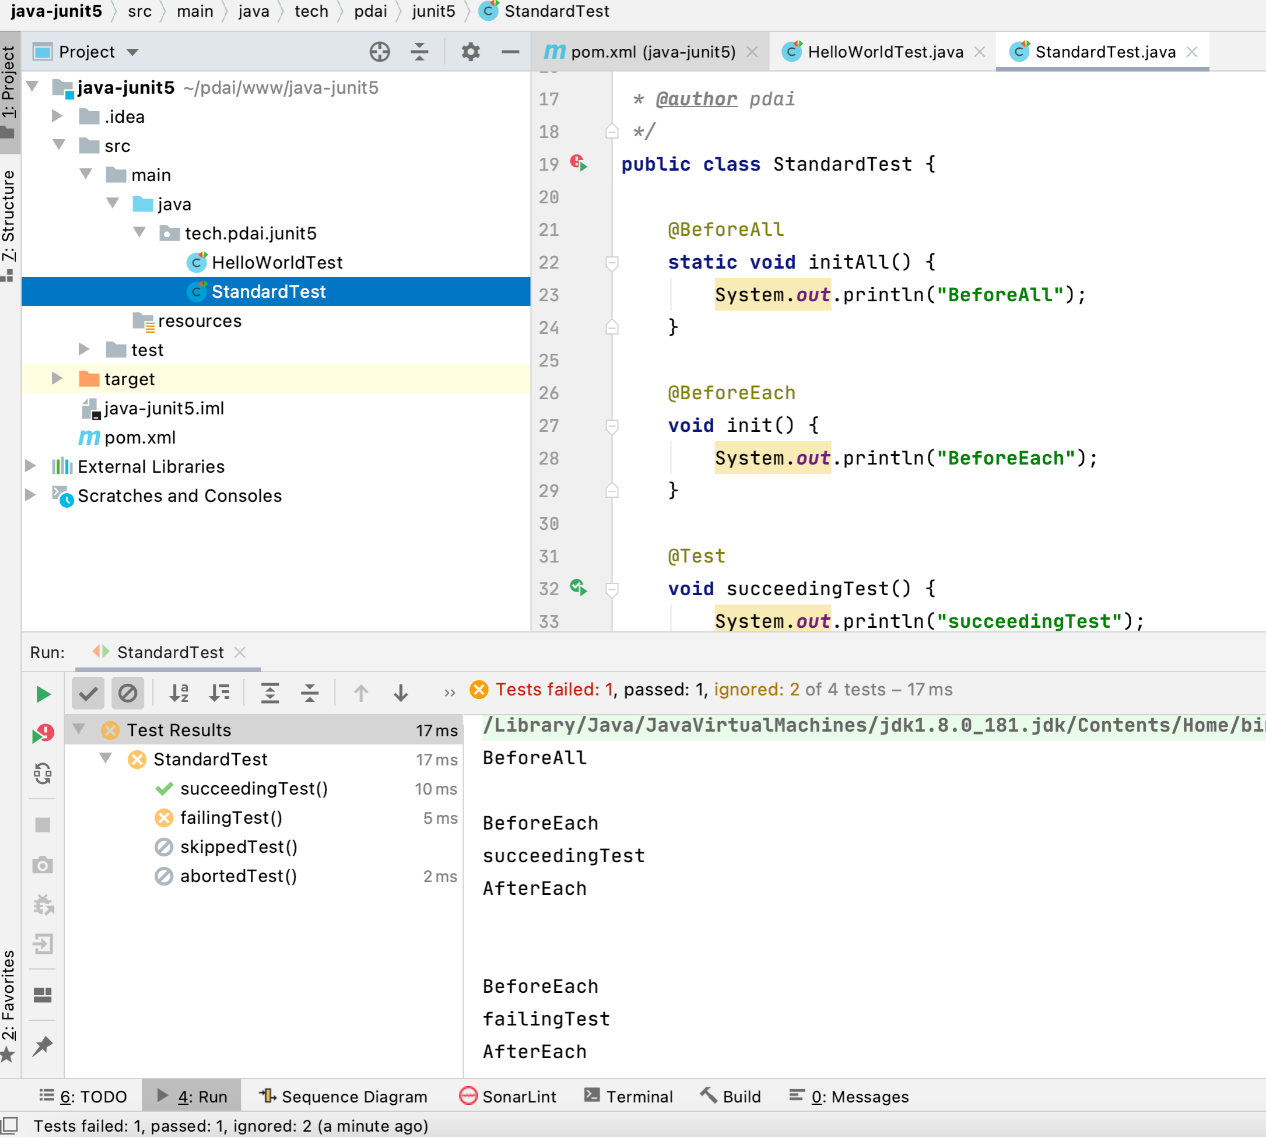 java-junit5 〉 src 〉 main 〉 java 〉 tech 〉 pdai 〉 junit5 〉 StandardTest
1: Project
Z: Structure
2: Favorites
Project
java-junit5 ~/pdai/www/java-junit5
.idea
src
main
java
tech.pdai.junit5
HelloWorldTest
StandardTest
resources
test
target
java-junit5.iml
pom.xml
External Libraries
Scratches and Consoles
pom.xml (java-junit5) HelloWorldTest.java StandardTest.java
17 * @author pdai
18 */
19 public class StandardTest {
20
21 @BeforeAll
22 static void initAll() {
23 System.out.println("BeforeAll");
24 }
25
26 @BeforeEach
27 void init() {
28 System.out.println("BeforeEach");
29 }
30
31 @Test
32 void succeedingTest() {
33 System.out.println("succeedingTest");
Run: StandardTest
Tests failed: 1, passed: 1, ignored: 2 of 4 tests – 17 ms
Test Results 17 ms
StandardTest 17 ms
succeedingTest() 10 ms
failingTest() 5 ms
skippedTest()
abortedTest() 2 ms
/Library/Java/JavaVirtualMachines/jdk1.8.0_181.jdk/Contents/Home/bin
BeforeAll
BeforeEach
succeedingTest
AfterEach
BeforeEach
failingTest
AfterEach
6: TODO 4: Run Sequence Diagram SonarLint Terminal Build 0: Messages
Tests failed: 1, passed: 1, ignored: 2 (a minute ago)